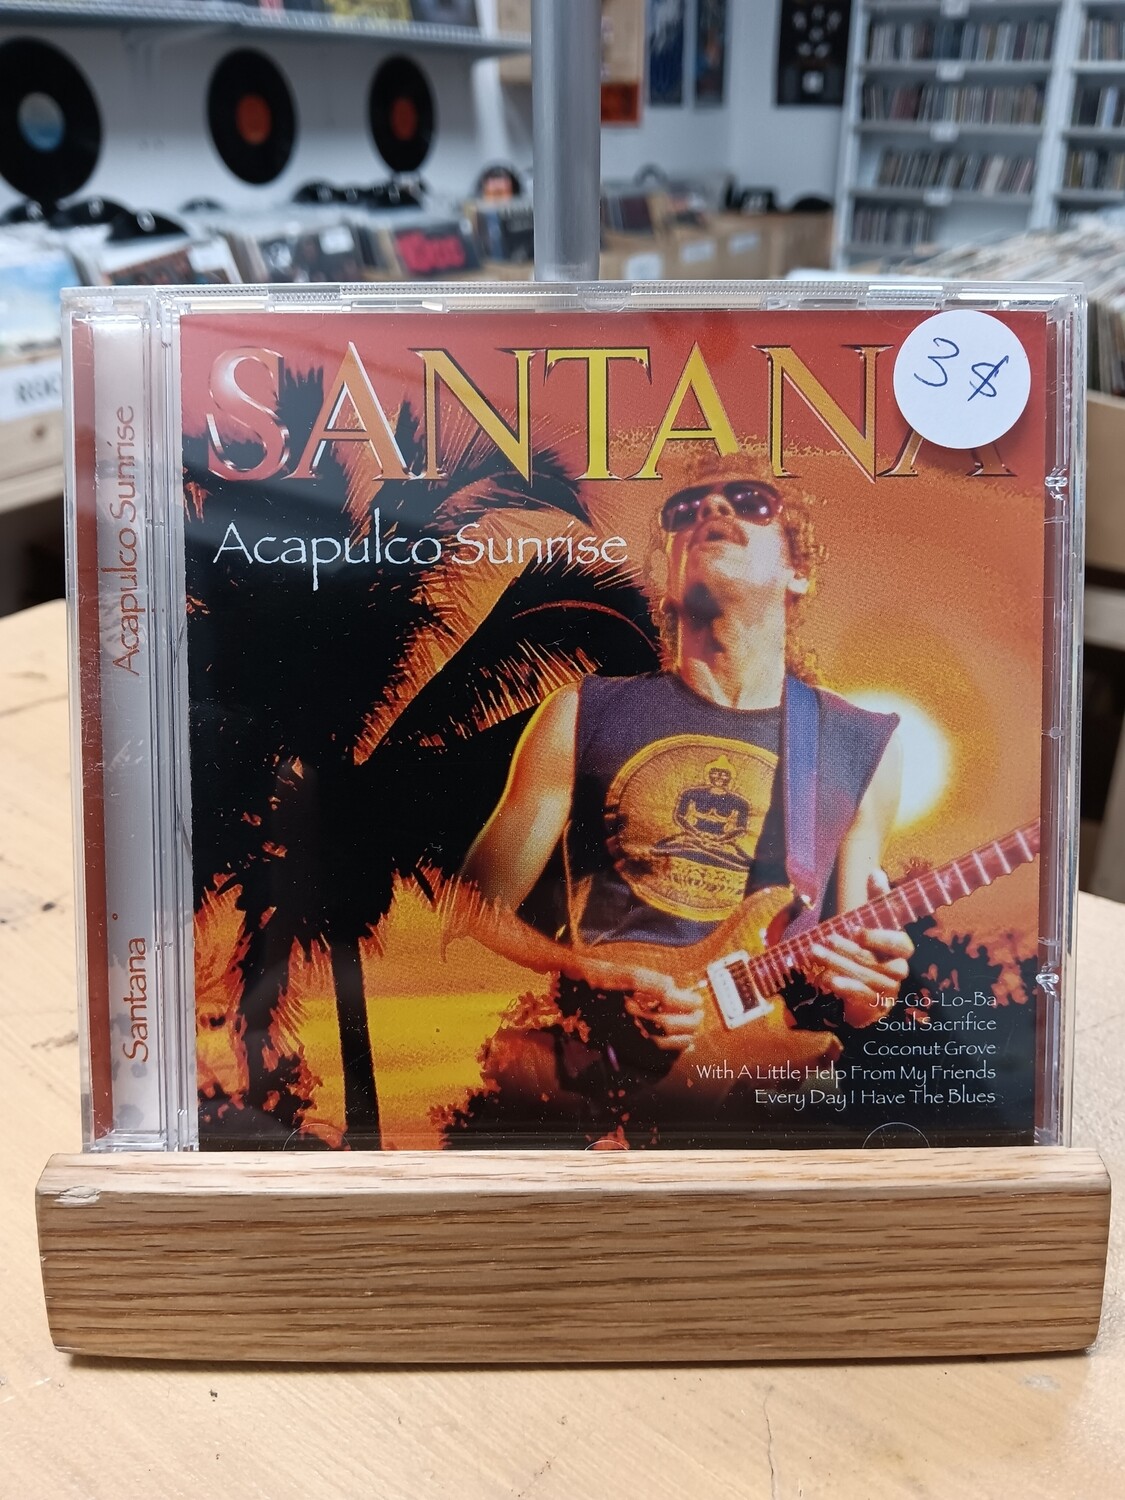 SANTANA
3$
Acapulco Sunrise
Jin-Go-Lo-Ba
Soul Sacrifice
Coconut Grove
With A Little Help From My Friends
Every Day I Have The Blues
Santana
Acapulco Sunrise